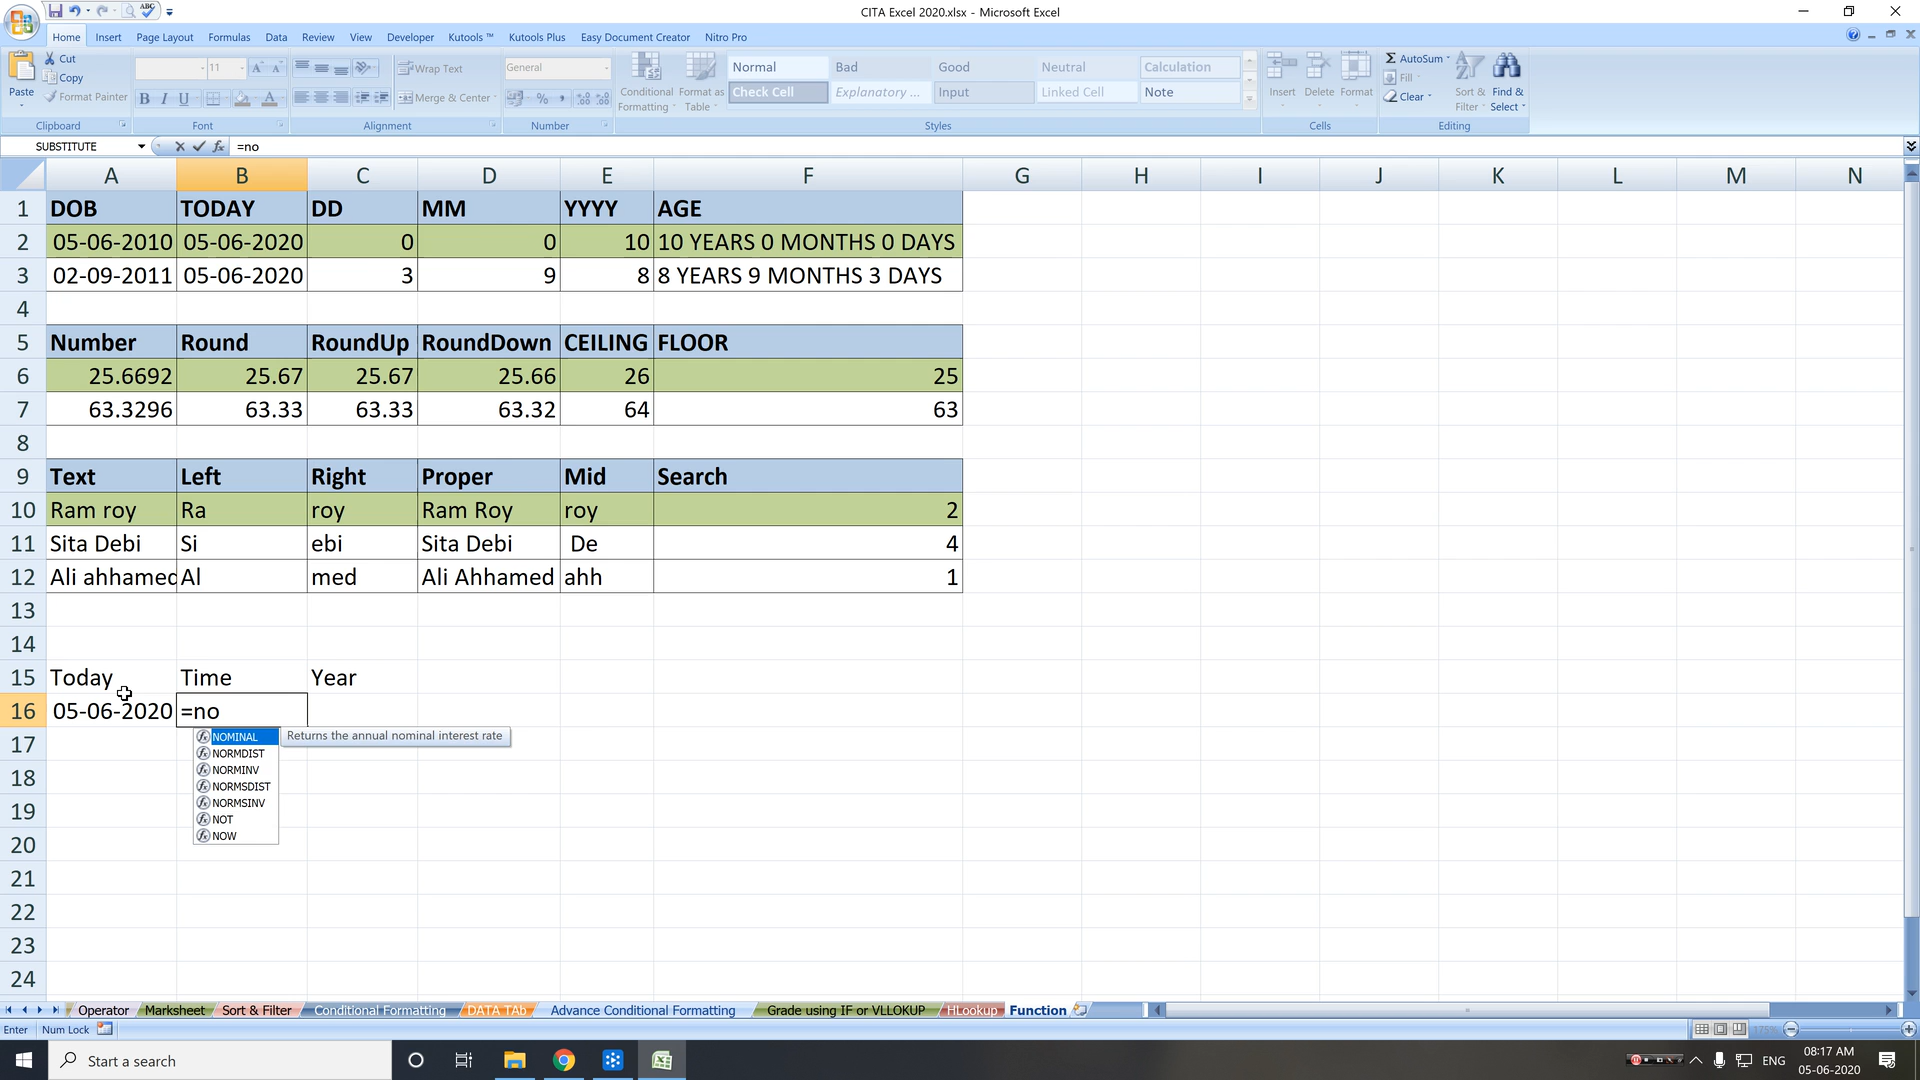 CITA Excel 2020.xlsx - Microsoft Excel
Home Insert Page Layout Formulas Data Review View Developer Kutools ™ Kutools Plus Easy Document Creator Nitro Pro
Paste
Cut
Copy
Format Painter
Clipboard
11
B I U
Font
Wrap Text
Merge & Center
Alignment
General
Number
Conditional Formatting
Format as Table
Normal Bad Good Neutral Calculation
Check Cell Explanatory ... Input Linked Cell Note
Styles
Insert Delete Format
Cells
AutoSum
Fill
Clear
Sort & Filter
Find & Select
Editing
SUBSTITUTE =no
A B C D E F G H I J K L M N
1 DOB TODAY DD MM YYYY AGE
2 05-06-2010 05-06-2020 0 0 10 10 YEARS 0 MONTHS 0 DAYS
3 02-09-2011 05-06-2020 3 9 8 8 YEARS 9 MONTHS 3 DAYS
4
5 Number Round RoundUp RoundDown CEILING FLOOR
6 25.6692 25.67 25.67 25.66 26 25
7 63.3296 63.33 63.33 63.32 64 63
8
9 Text Left Right Proper Mid Search
10 Ram roy Ra roy Ram Roy roy 2
11 Sita Debi Si ebi Sita Debi De 4
12 Ali ahhamed Al med Ali Ahhamed ahh 1
13
14
15 Today Time Year
16 05-06-2020 =no
17
NOMINAL Returns the annual nominal interest rate
NORMDIST
18
NORMINV
NORMSDIST
19
NORMSINV
NOT
20
NOW
21
22
23
24
Operator Marksheet Sort & Filter Conditional Formatting DATA TAb Advance Conditional Formatting Grade using IF or VLLOKUP HLookup Function
Enter Num Lock 175%
Start a search
ENG
08:17 AM
05-06-2020